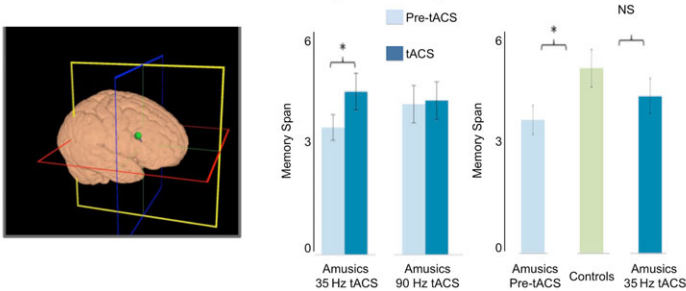 Pre-tACS
tACS
*
Memory Span
6
3
0
Amusics
35 Hz tACS
Amusics
90 Hz tACS
NS
*
Memory Span
6
3
0
Amusics
Pre-tACS
Controls
Amusics
35 Hz tACS